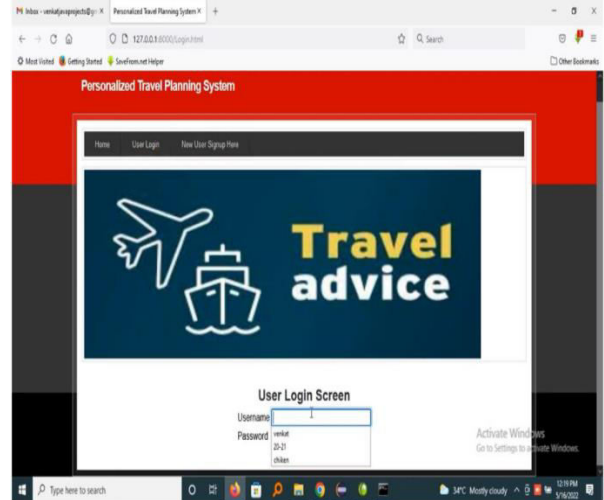 Inbox - venkatjavaprojects@g
Personalized Travel Planning System
127.0.0.1:8000/Login.html
Search
Most Visited Getting Started SaveFrom.net Helper Other Bookmarks
Personalized Travel Planning System
Home User Login New User Signup Here
Travel
advice
User Login Screen
Username
Password
venkat
20-21
chiken
Activate Windows
Go to Settings to activate Windows.
Type here to search
34°C Mostly cloudy
12:19 PM
5/16/2022